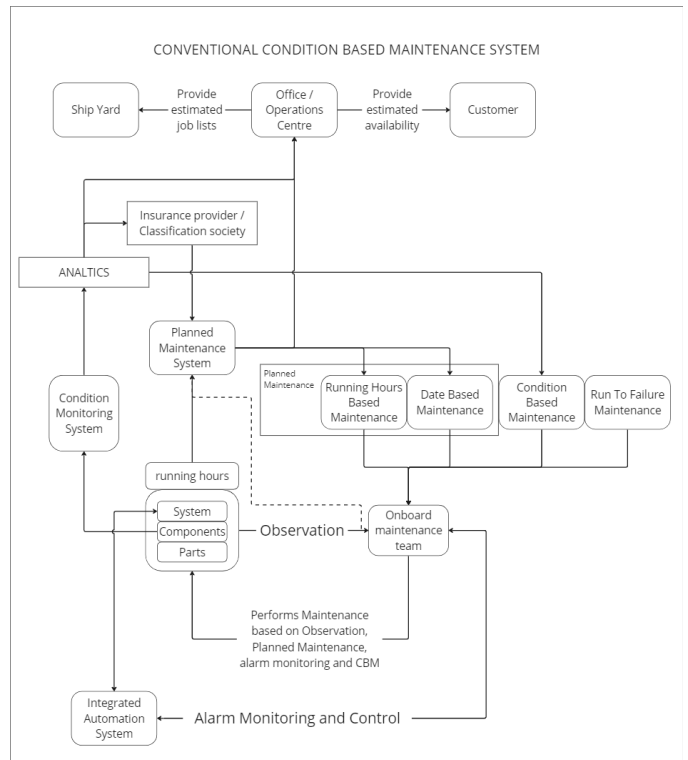 CONVENTIONAL CONDITION BASED MAINTENANCE SYSTEM
Ship Yard
Provide
estimated
job lists
Office /
Operations
Centre
Provide
estimated
availability
Customer
Insurance provider /
Classification society
ANALTICS
Planned
Maintenance
System
Planned
Maintenance
Running Hours
Based
Maintenance
Date Based
Maintenance
Condition
Based
Maintenance
Run To Failure
Maintenance
Condition
Monitoring
System
running hours
System
Components
Parts
Observation
Onboard
maintenance
team
Performs Maintenance
based on Observation,
Planned Maintenance,
alarm monitoring and CBM
Integrated
Automation
System
Alarm Monitoring and Control